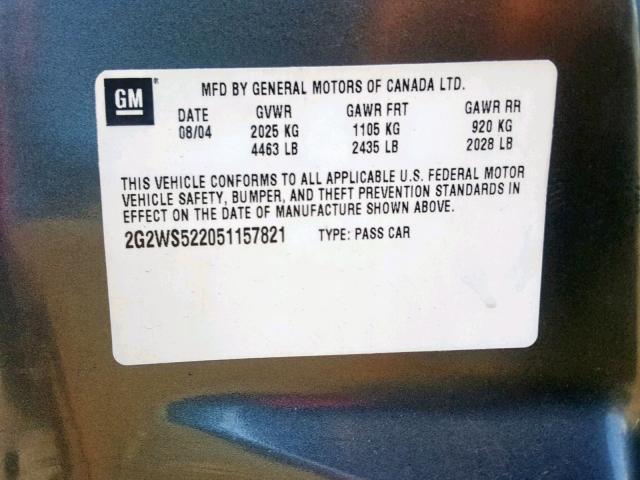 GM
MFD BY GENERAL MOTORS OF CANADA LTD.
DATE GVWR GAWR FRT GAWR RR
08/04 2025 KG 1105 KG 920 KG
4463 LB 2435 LB 2028 LB
THIS VEHICLE CONFORMS TO ALL APPLICABLE U.S. FEDERAL MOTOR
VEHICLE SAFETY, BUMPER, AND THEFT PREVENTION STANDARDS IN
EFFECT ON THE DATE OF MANUFACTURE SHOWN ABOVE.
2G2WS522051157821 TYPE: PASS CAR